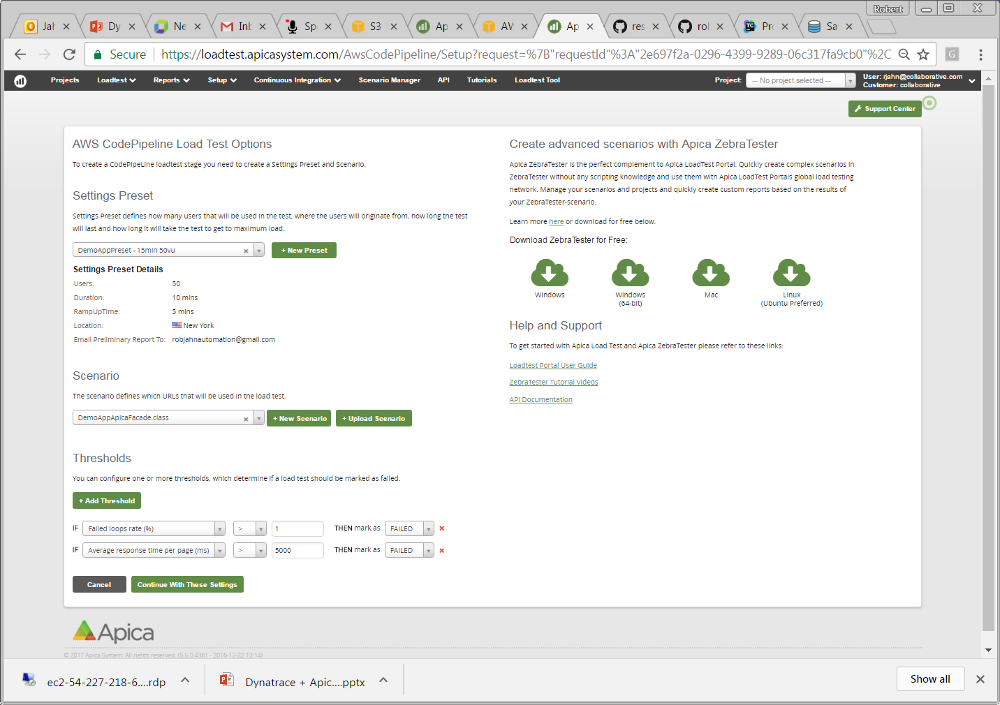 Robert
Jah
Dy
Ne
Inb
Sp
S3
Ap
AW
Ap
res
rol
Pro
Sa
Secure
https://loadtest.apicasystem.com/AwsCodePipeline/Setup?request=%7B"requestId"%3A"2e697f2a-0296-4399-9289-06c317fa9cb0"%2C
G
Projects
Loadtest
Reports
Setup
Continuous Integration
Scenario Manager
API
Tutorials
Loadtest Tool
Project:
-- No project selected --
User: rjahn@collaborative.com
Customer: collaborative
Support Center
AWS CodePipeline Load Test Options
To create a CodePipeLine loadtest stage you need to create a Settings Preset and Scenario.
Settings Preset
Settings Preset defines how many users that will be used in the test, where the users will originate from, how long the test
will last and how long it will take the test to get to maximum load.
DemoAppPreset - 15min 50vu
+ New Preset
Settings Preset Details
Users: 50
Duration: 10 mins
RampUpTime: 5 mins
Location: New York
Email Preliminary Report To: robjahnautomation@gmail.com
Scenario
The scenario defines which URLs that will be used in the load test.
DemoAppApicaFacade.class
+ New Scenario
+ Upload Scenario
Thresholds
You can configure one or more thresholds, which determine if a load test should be marked as failed.
+ Add Threshold
IF Failed loops rate (%) > 1 THEN mark as FAILED
IF Average response time per page (ms) > 5000 THEN mark as FAILED
Cancel
Continue With These Settings
Create advanced scenarios with Apica ZebraTester
Apica ZebraTester is the perfect complement to Apica LoadTest Portal. Quickly create complex scenarios in
ZebraTester without any scripting knowledge and use them with Apica LoadTest Portals global load testing
network. Manage your scenarios and projects and quickly create custom reports based on the results of
your ZebraTester-scenario.
Learn more here or download for free below.
Download ZebraTester for Free:
Windows
Windows
(64-bit)
Mac
Linux
(Ubuntu Preferred)
Help and Support
To get started with Apica Load Test and Apica ZebraTester please refer to these links:
Loadtest Portal User Guide
ZebraTester Tutorial Videos
API Documentation
Apica
© 2017 Apica System. All rights reserved. (5.5.0.4361 - 2016-12-22 13:14)
ec2-54-227-218-6....rdp
Dynatrace + Apic....pptx
Show all